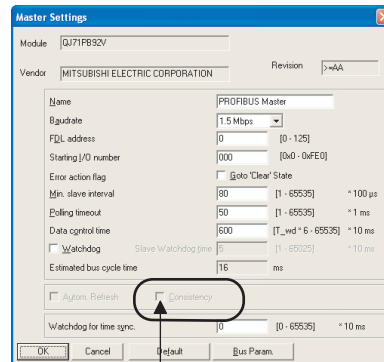 Master Settings
Module QJ71PB92V
Vendor MITSUBISHI ELECTRIC CORPORATION Revision >=AA
Name PROFIBUS Master
Baudrate 1.5 Mbps
FDL address 0 [0 - 125]
Starting I/O number 000 [0x0 - 0xFE0]
Error action flag Goto 'Clear' State
Min. slave interval 80 [1 - 65535] * 100 µs
Polling timeout 50 [1 - 65535] * 1 ms
Data control time 600 [T_wd * 6 - 65535] * 10 ms
Watchdog Slave Watchdog time 5 [1 - 65025] * 10 ms
Estimated bus cycle time 16 ms
Autom. Refresh Consistency
Watchdog for time sync. 0 [0 - 65535] * 10 ms
OK Cancel Default Bus Param.